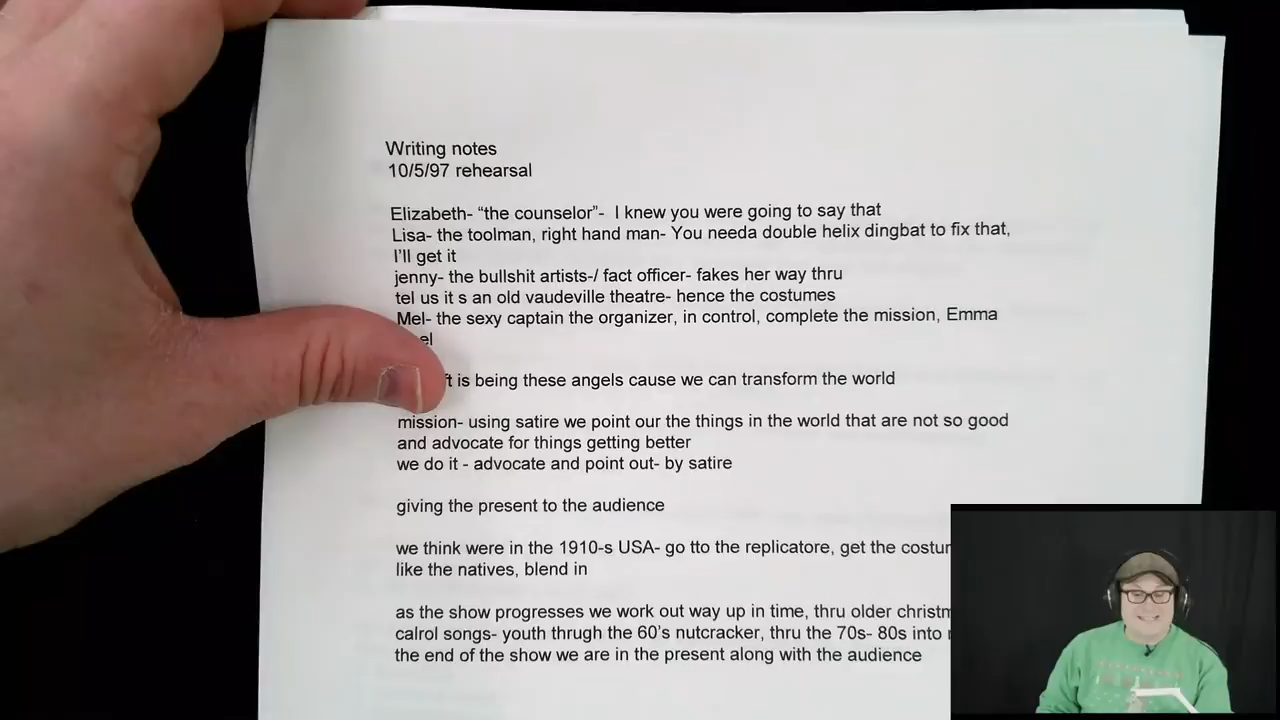 Writing notes
10/5/97 rehearsal
Elizabeth- “the counselor”-  I knew you were going to say that
Lisa- the toolman, right hand man- You needa double helix dingbat to fix that,
I’ll get it
jenny- the bullshit artists-/ fact officer- fakes her way thru
tel us it s an old vaudeville theatre- hence the costumes
Mel- the sexy captain the organizer, in control, complete the mission, Emma
is being these angels cause we can transform the world
mission- using satire we point our the things in the world that are not so good
and advocate for things getting better
we do it - advocate and point out- by satire
giving the present to the audience
we think were in the 1910-s USA- go tto the replicatore, get the
like the natives, blend in
as the show progresses we work out way up in time, thru older
calrol songs- youth thrugh the 60’s nutcracker, thru the 70s- 80s into
the end of the show we are in the present along with the audience